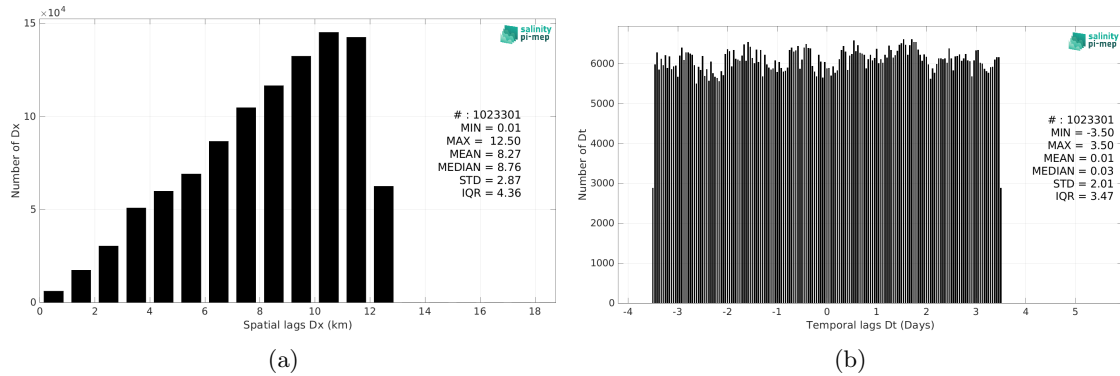 ×10⁴
15
10
5
0
Number of Dx
0 2 4 6 8 10 12 14 16 18
Spatial lags Dx (km)
salinity
pi-mep
# : 1023301
MIN = 0.01
MAX = 12.50
MEAN = 8.27
MEDIAN = 8.76
STD = 2.87
IQR = 4.36
(a)
6000
5000
4000
3000
2000
1000
0
Number of Dt
-4 -3 -2 -1 0 1 2 3 4 5
Temporal lags Dt (Days)
salinity
pi-mep
# : 1023301
MIN = -3.50
MAX = 3.50
MEAN = 0.01
MEDIAN = 0.03
STD = 2.01
IQR = 3.47
(b)